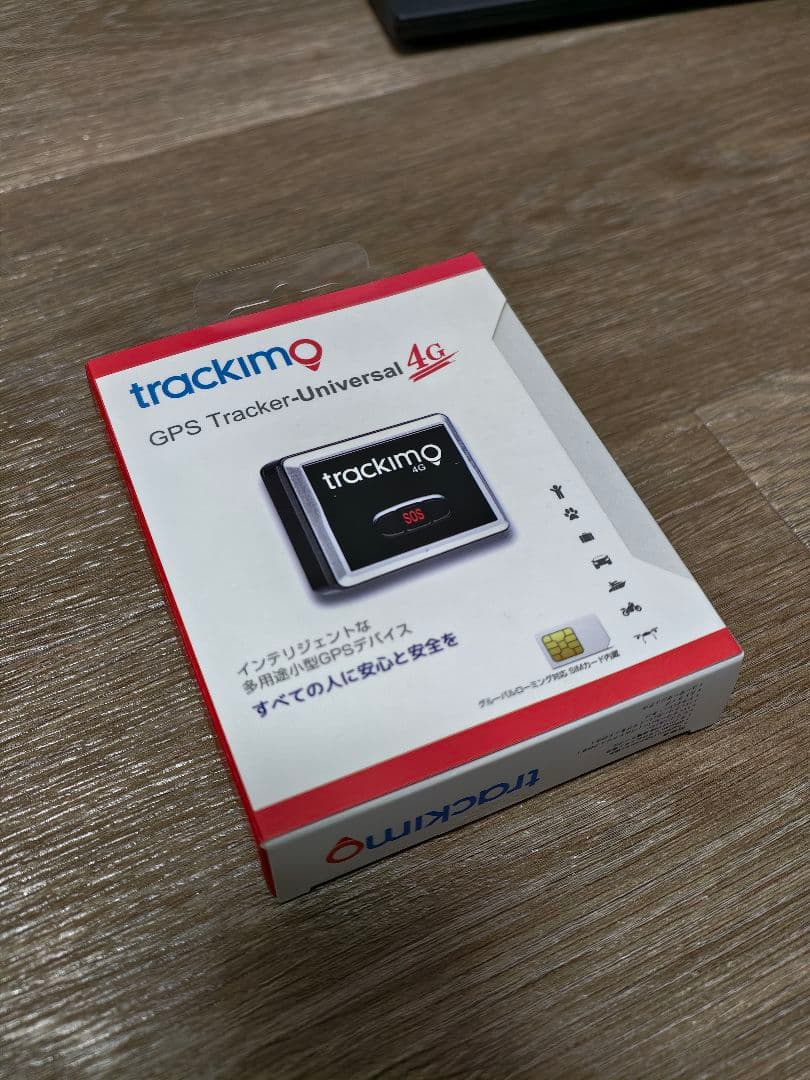 trackimo
GPS Tracker-Universal 4G
trackimo
4G
SOS
インテリジェントな
多用途小型GPSデバイス
すべての人に安心と安全を
グルーバルローミング対応 SIMカード内蔵
trackimo